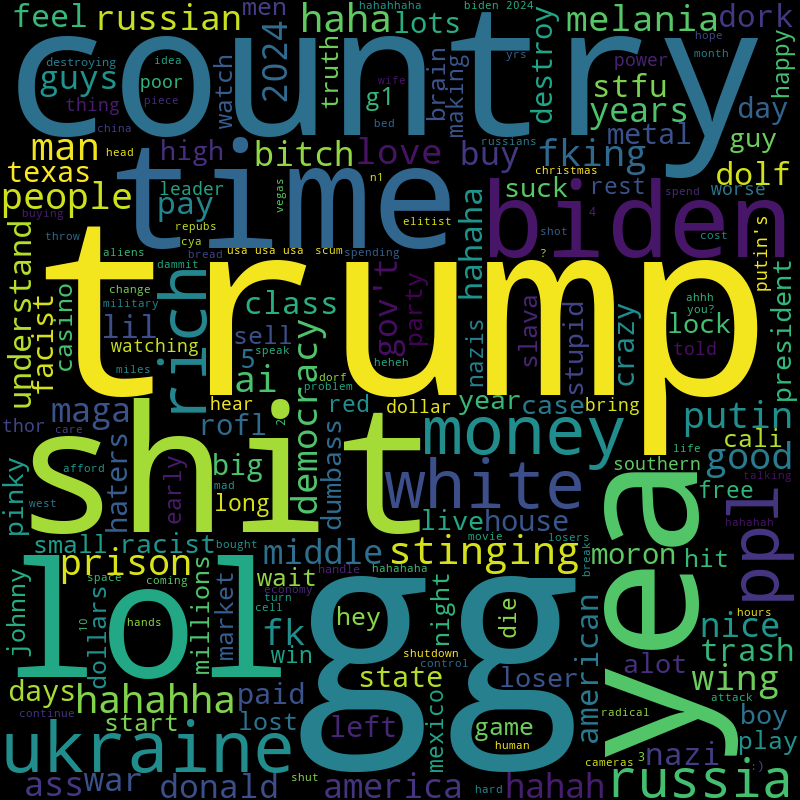 feel russian men hahahhaha haha lots biden 2024 melania dork
country
destroying idea guys thing poor china piece watch 2024 truth g1 wife brain making month yrs hope destroy stfu power years day happy
bed russians metal guy
man head high bitch love buy fking christmas dolf
texas people leader pay repubs cya vegas n1 elitist suck rest spend worse
time biden shot 4 cost
buying throw aliens dammit bread usa usa usa scum spending ? putin's
trump
understand facist casino change military lil watching miles rich class sell 5 speak ai gov't party hahaha nazis slava stupid crazy ahhh you? lock told president
heheh dorf problem
thor maga care hear rofl 2 democracy red dollar year case bring putin
shit money cali
pinky afford haters early big mad long dumbass white southern life good talking
west live house free hahahah
small racist bought middle stinging movie losers moron hit ppl
prison handle hahahaha breaks yea
johnny space coming millions market economy wait turn cell hey night die hours
lol gg
10 dollars hands fk win shutdown control american nice trash
days hahahha paid state loser alot wing attack
continue start lost left mexico game human radical boy play
ukraine cameras 3 nazi :)
ass war donald shut america hard hahah russia